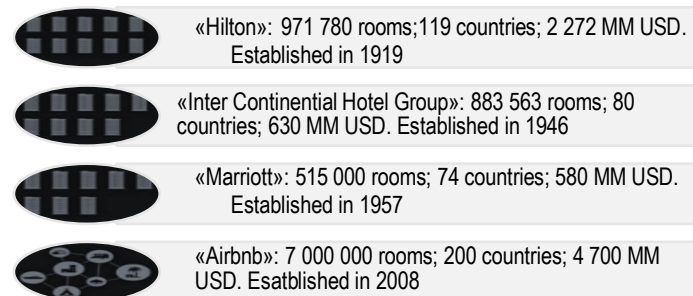 «Hilton»: 971 780 rooms;119 countries; 2 272 MM USD.
Established in 1919
«Inter Continental Hotel Group»: 883 563 rooms; 80
countries; 630 MM USD. Established in 1946
«Marriott»: 515 000 rooms; 74 countries; 580 MM USD.
Established in 1957
«Airbnb»: 7 000 000 rooms; 200 countries; 4 700 MM
USD. Esatblished in 2008